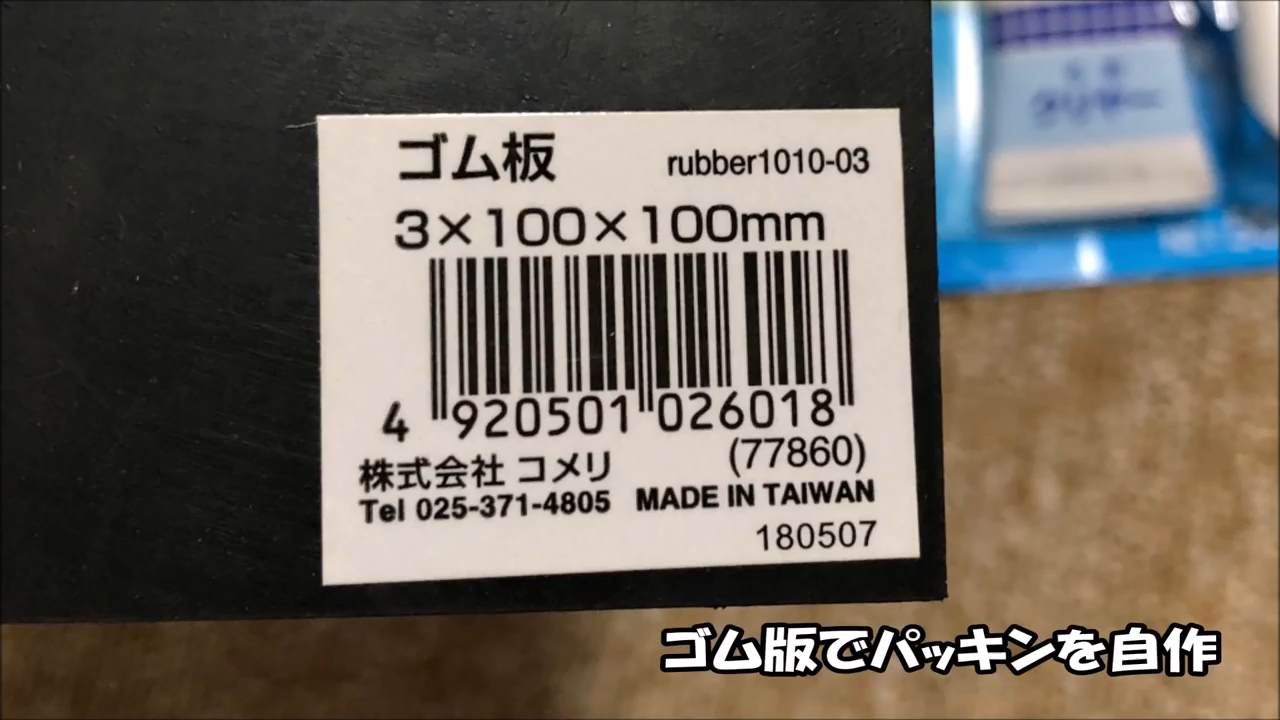 ゴム板 rubber1010-03
3×100×100mm
4 920501 026018
(77860)
株式会社 コメリ
Tel 025-371-4805 MADE IN TAIWAN
180507
ゴム版でパッキンを自作